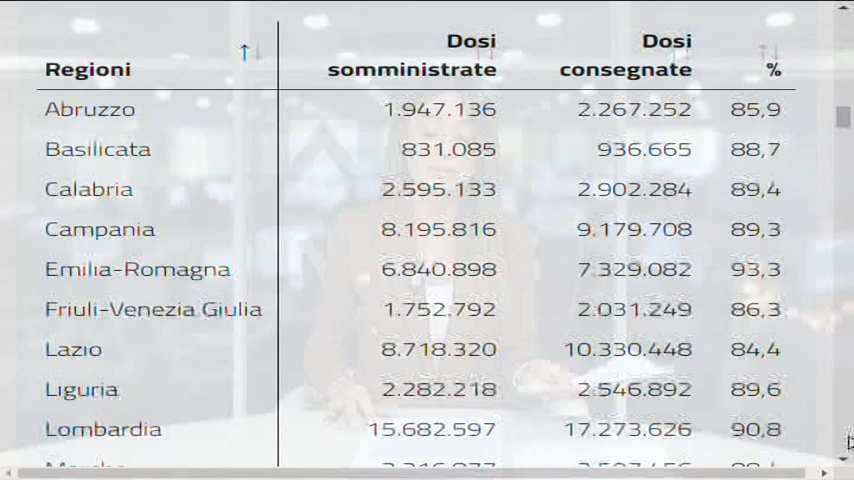 Regioni Dosi somministrate Dosi consegnate %
Abruzzo 1.947.136 2.267.252 85,9
Basilicata 831.085 936.665 88,7
Calabria 2.595.133 2.902.284 89,4
Campania 8.195.816 9.179.708 89,3
Emilia-Romagna 6.840.898 7.329.082 93,3
Friuli-Venezia Giulia 1.752.792 2.031.249 86,3
Lazio 8.718.320 10.330.448 84,4
Liguria 2.282.218 2.546.892 89,6
Lombardia 15.682.597 17.273.626 90,8